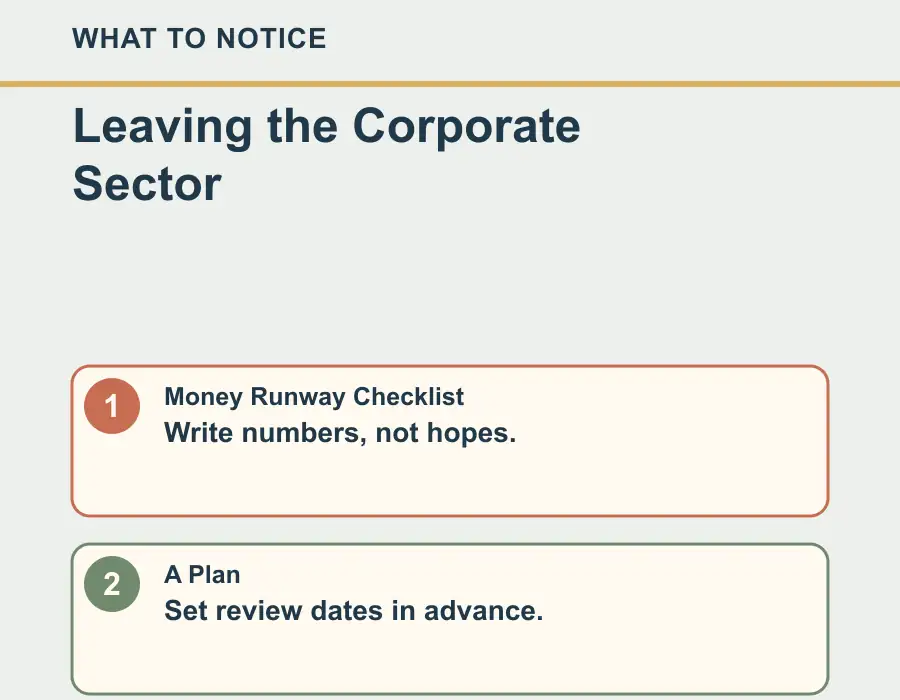 WHAT TO NOTICE
Leaving the Corporate
Sector
1
Money Runway Checklist
Write numbers, not hopes.
2
A Plan
Set review dates in advance.